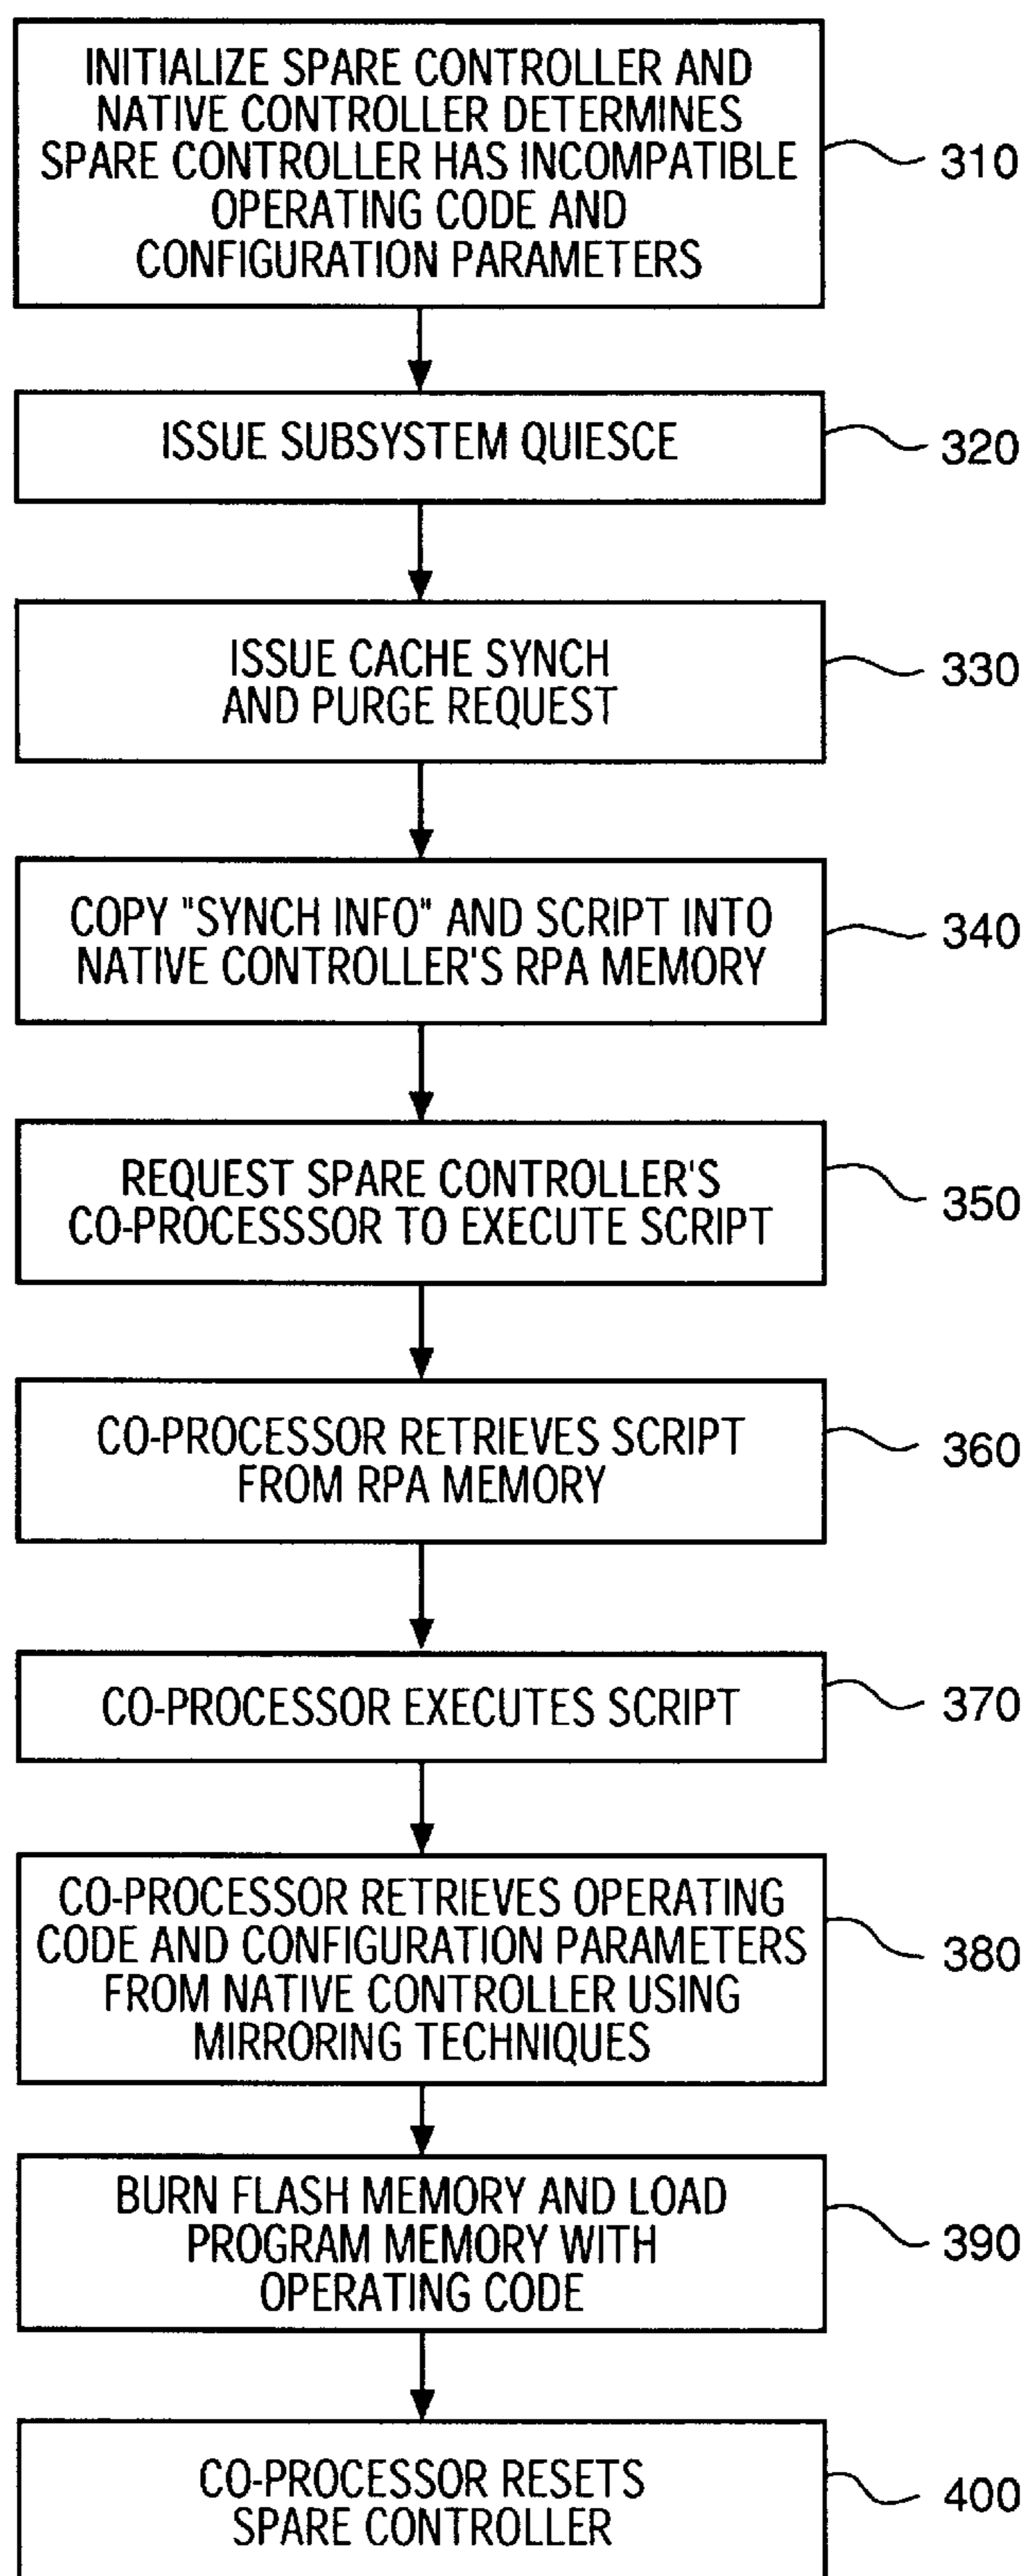 INITIALIZE SPARE CONTROLLER AND
NATIVE CONTROLLER DETERMINES
SPARE CONTROLLER HAS INCOMPATIBLE
OPERATING CODE AND
CONFIGURATION PARAMETERS
310
ISSUE SUBSYSTEM QUIESCE
320
ISSUE CACHE SYNCH
AND PURGE REQUEST
330
COPY "SYNCH INFO" AND SCRIPT INTO
NATIVE CONTROLLER'S RPA MEMORY
340
REQUEST SPARE CONTROLLER'S
CO-PROCESSSOR TO EXECUTE SCRIPT
350
CO-PROCESSOR RETRIEVES SCRIPT
FROM RPA MEMORY
360
CO-PROCESSOR EXECUTES SCRIPT
370
CO-PROCESSOR RETRIEVES OPERATING
CODE AND CONFIGURATION PARAMETERS
FROM NATIVE CONTROLLER USING
MIRRORING TECHNIQUES
380
BURN FLASH MEMORY AND LOAD
PROGRAM MEMORY WITH
OPERATING CODE
390
CO-PROCESSOR RESETS
SPARE CONTROLLER
400